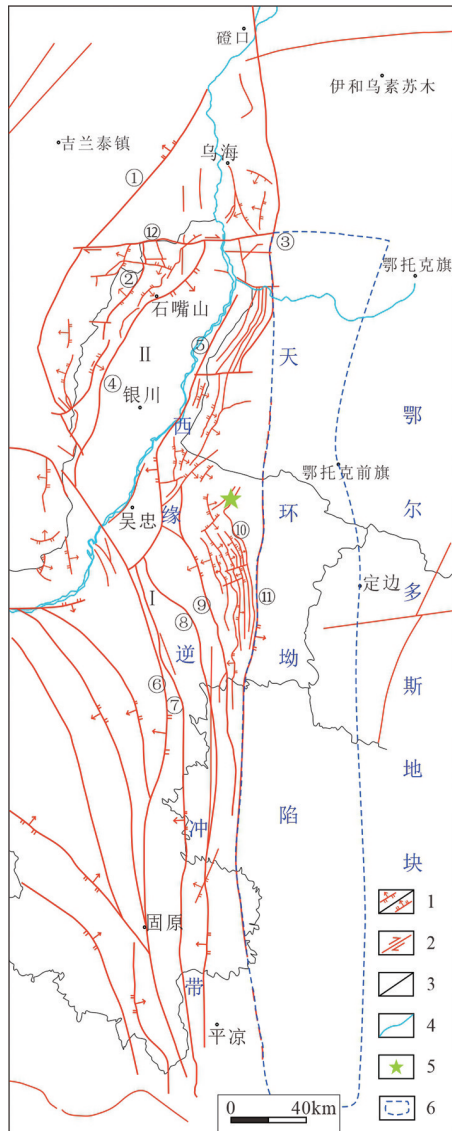 磴口
伊和乌素苏木
吉兰泰镇
乌海
①
⑫
③
②
鄂托克旗
石嘴山
⑤
II
天
④
银川
鄂
西
鄂托克前旗
尔
吴忠
缘
⑩
环
定边
I
⑨
⑪
多
⑧
逆
坳
⑥
斯
⑦
冲
陷
地
块
1
固原
2
3
带
4
平凉
5
0 40km
6